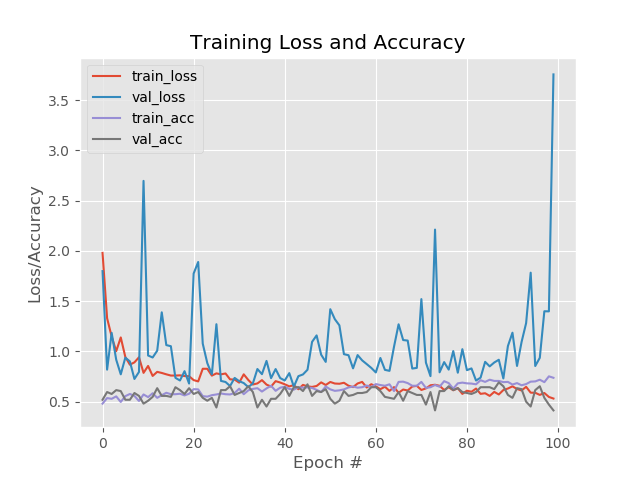 Training Loss and Accuracy
train_loss
val_loss
train_acc
val_acc
Loss/Accuracy
3.5
3.0
2.5
2.0
1.5
1.0
0.5
0 20 40 60 80 100
Epoch #